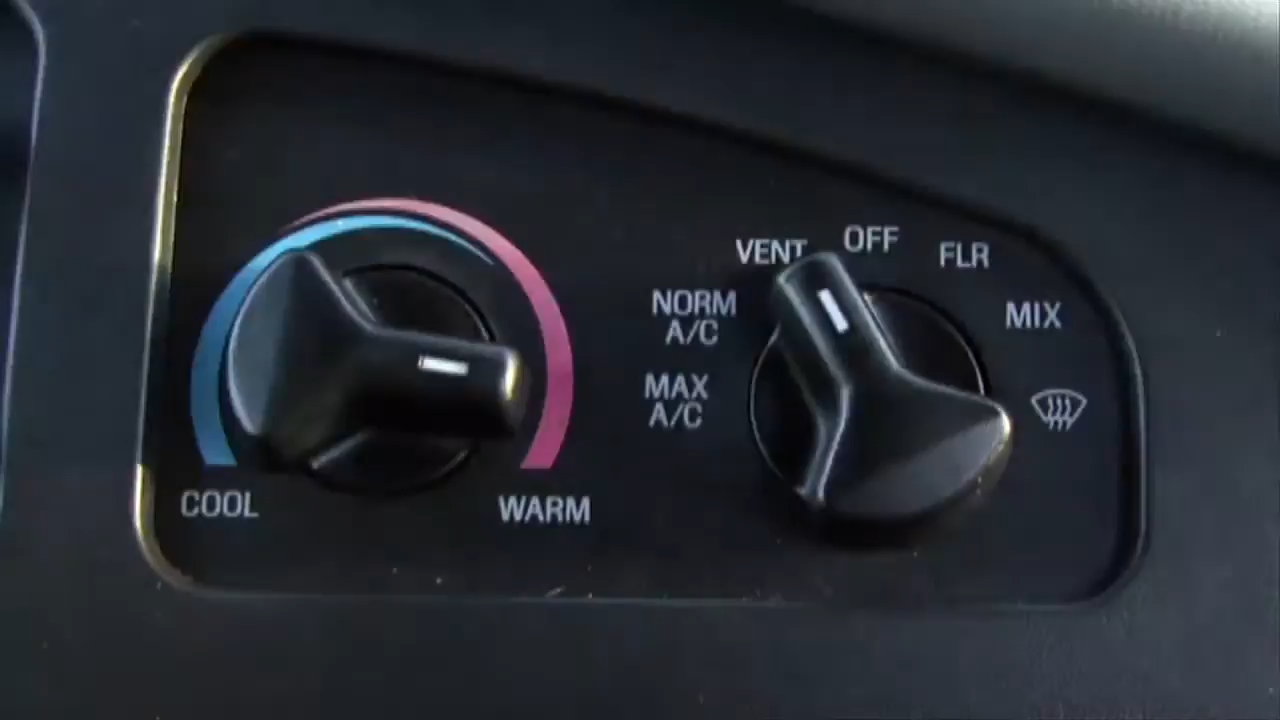 VENT
OFF
FLR
NORM
A/C
MIX
MAX
A/C
COOL
WARM